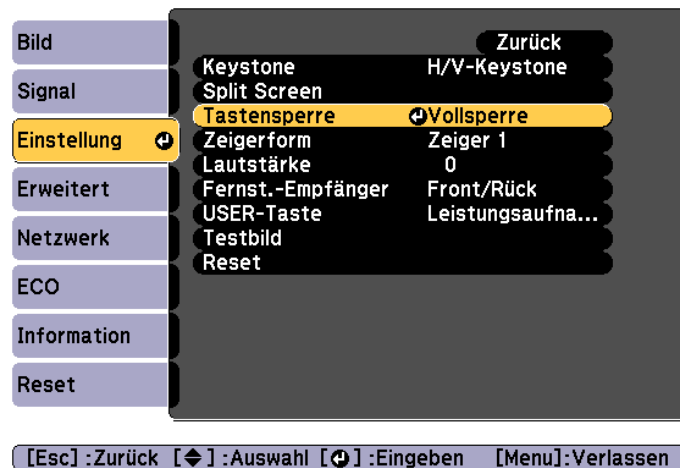 Bild
Signal
Einstellung
Erweitert
Netzwerk
ECO
Information
Reset
Zurück
Keystone H/V-Keystone
Split Screen
Tastensperre Vollsperre
Zeigerform Zeiger 1
Lautstärke 0
Fernst.-Empfänger Front/Rück
USER-Taste Leistungsaufna...
Testbild
Reset
[Esc] :Zurück [◆] :Auswahl [⏎] :Eingeben [Menu]:Verlassen